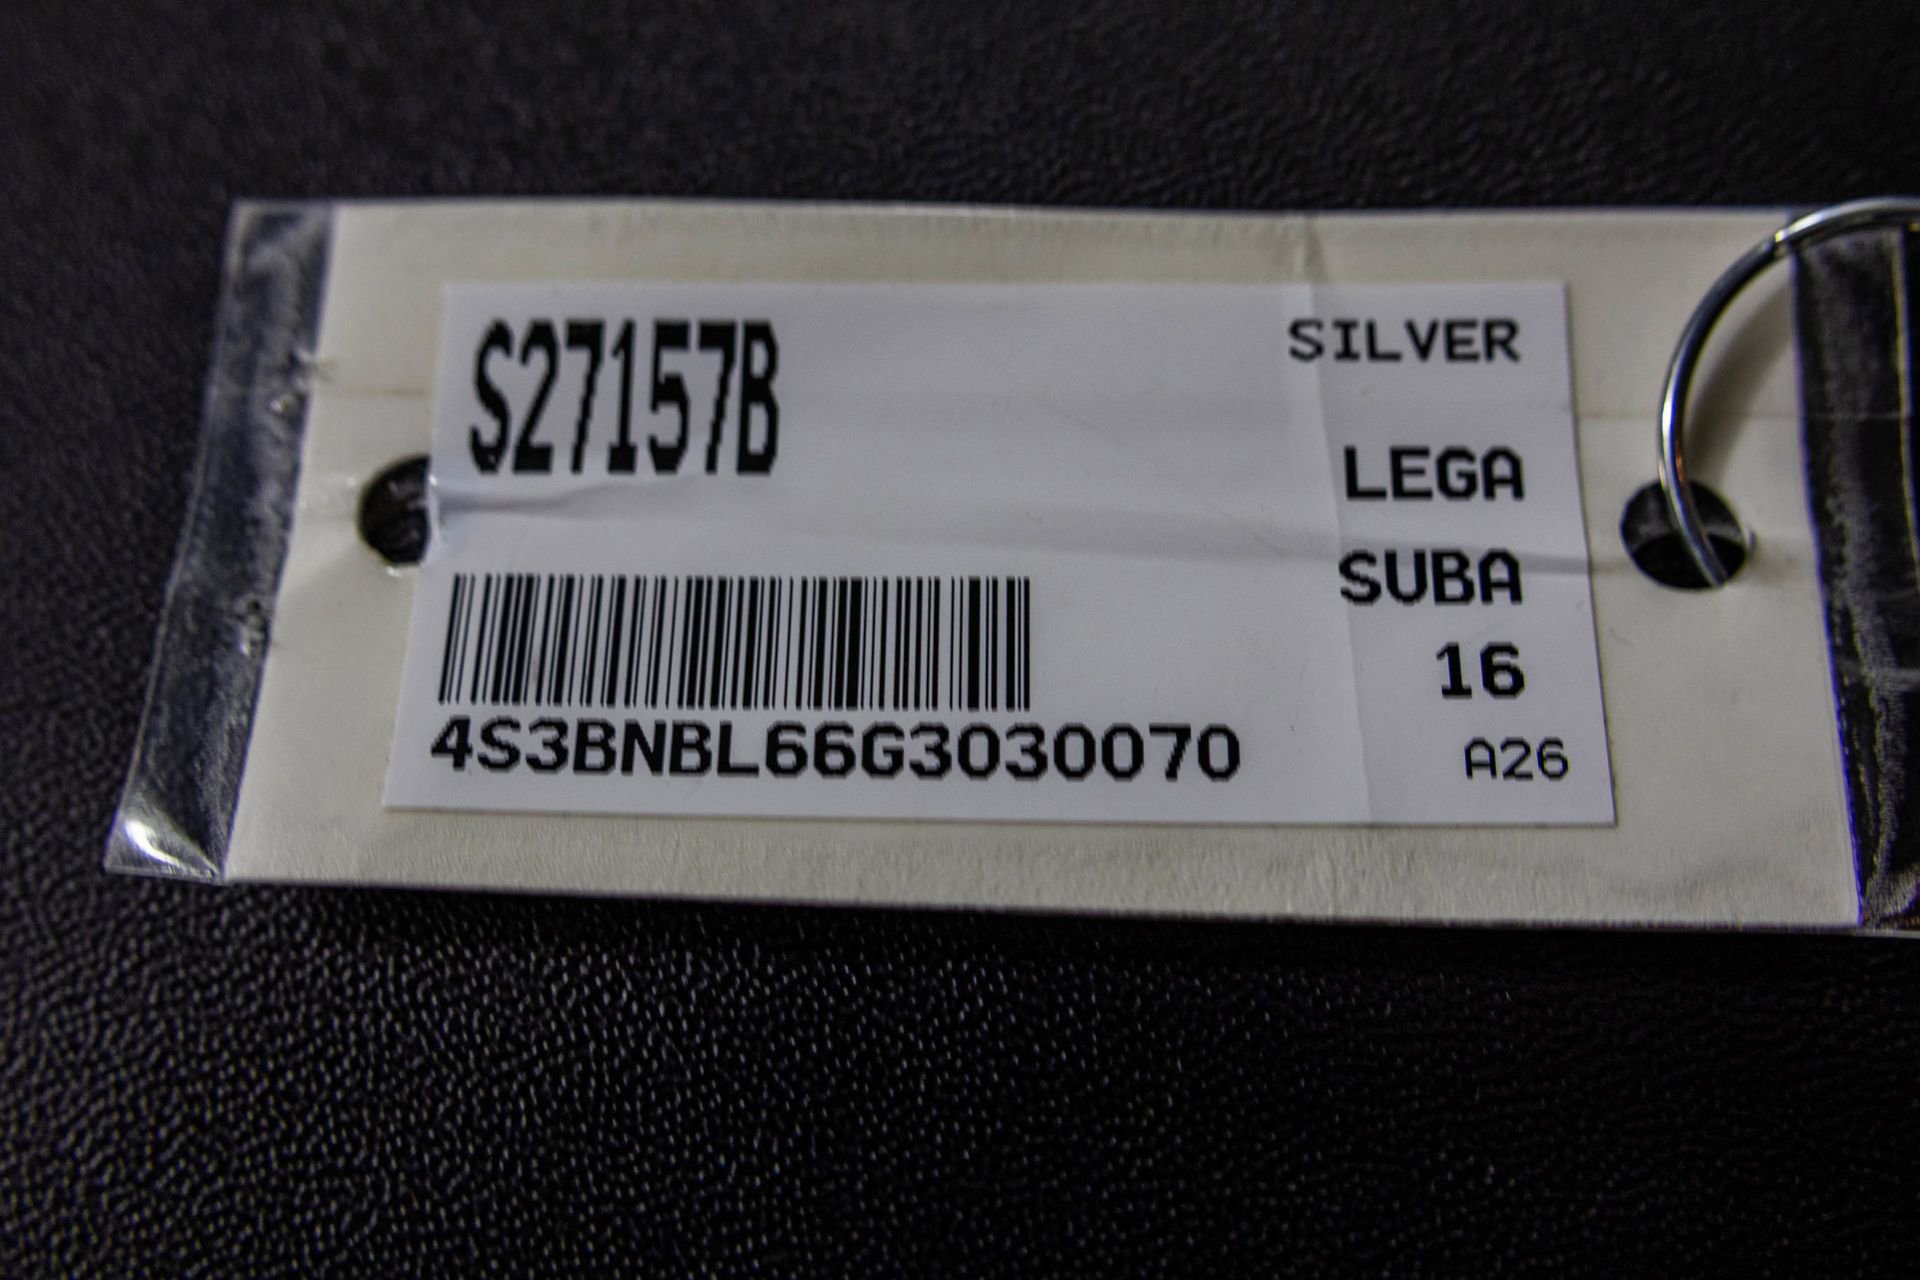 S27157B
SILVER
LEGA
SUBA
16
4S3BNBL66G3030070
A26